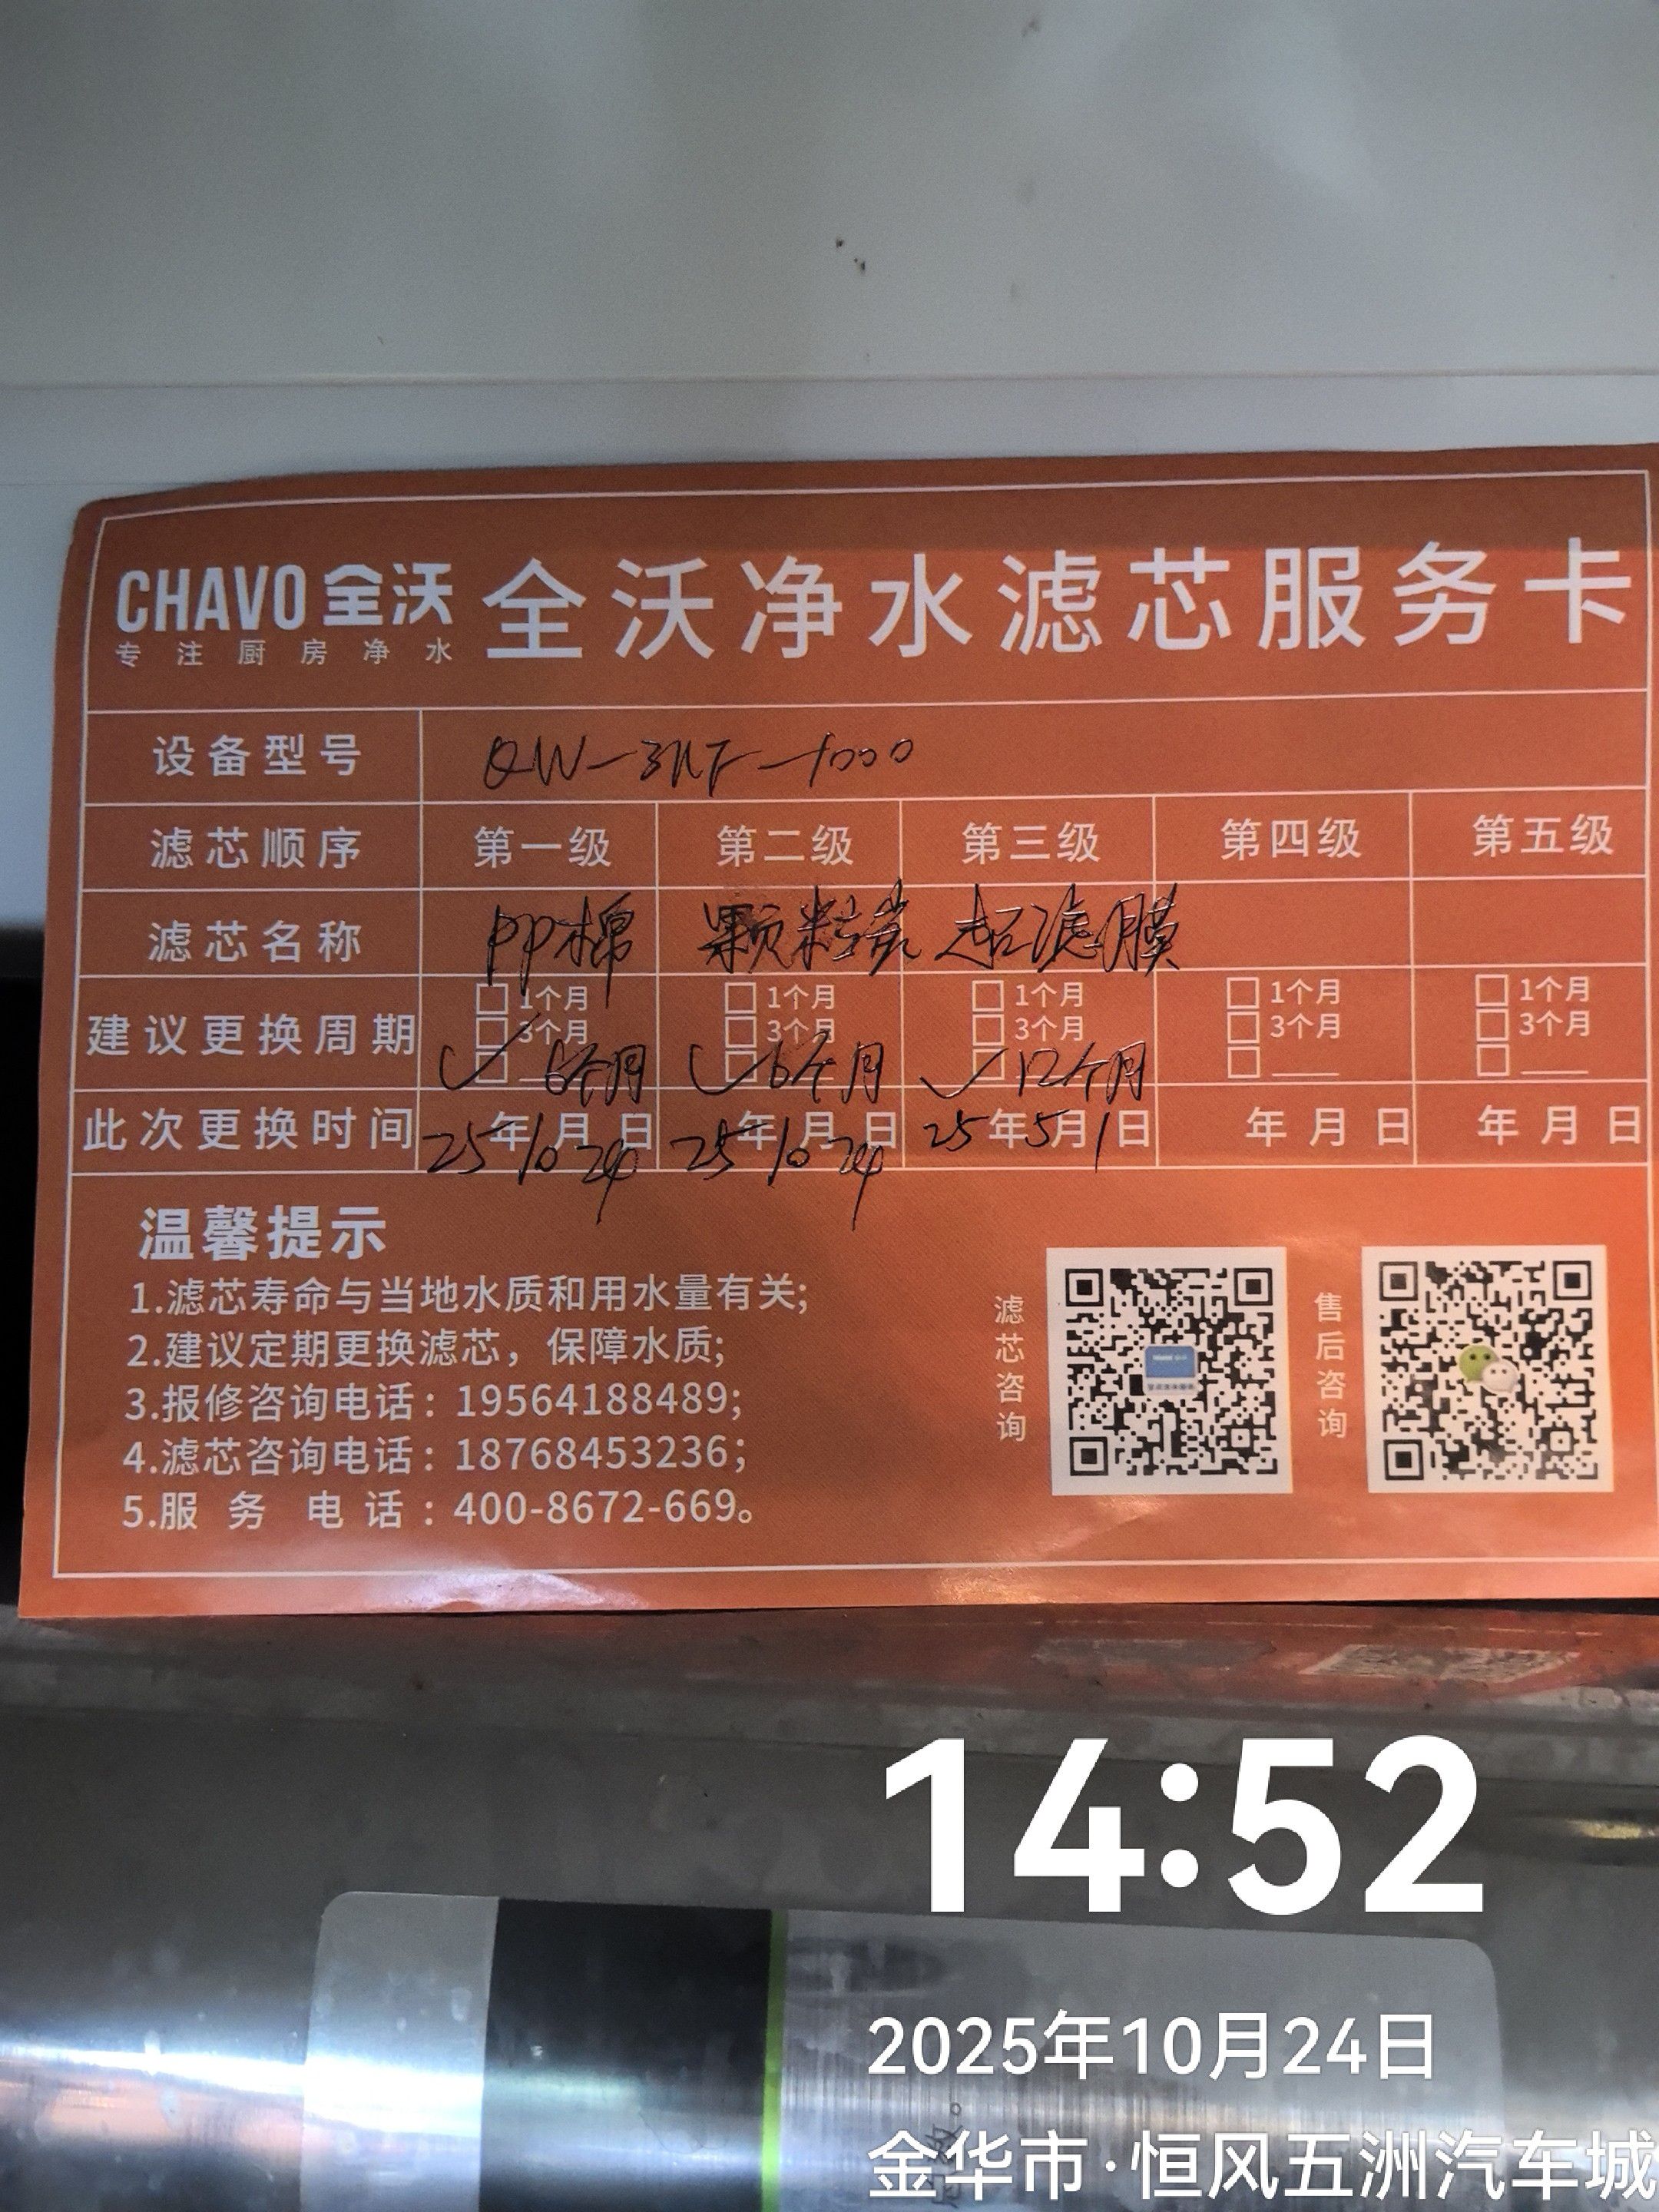 CHAVO 全沃
专注厨房净水
全沃净水滤芯服务卡
设备型号 QW-3UF-1000
滤芯顺序 第一级 第二级 第三级 第四级 第五级
滤芯名称 PP棉 颗粒炭 超滤膜
建议更换周期
1个月 1个月 1个月 1个月 1个月
3个月 3个月 3个月 3个月 3个月
6个月 6个月 12个月
此次更换时间 25年10月24日 25年10月24日 25年5月1日 年月日 年月日
温馨提示
1.滤芯寿命与当地水质和用水量有关;
2.建议定期更换滤芯，保障水质;
3.报修咨询电话：19564188489;
4.滤芯咨询电话：18768453236;
5.服务电话：400-8672-669。
滤芯咨询
售后咨询
14:52
2025年10月24日
金华市·恒风五洲汽车城